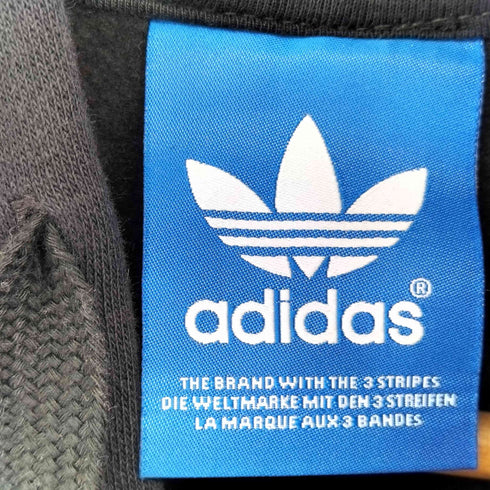 adidas®
THE BRAND WITH THE 3 STRIPES
DIE WELTMARKE MIT DEN 3 STREIFEN
LA MARQUE AUX 3 BANDES